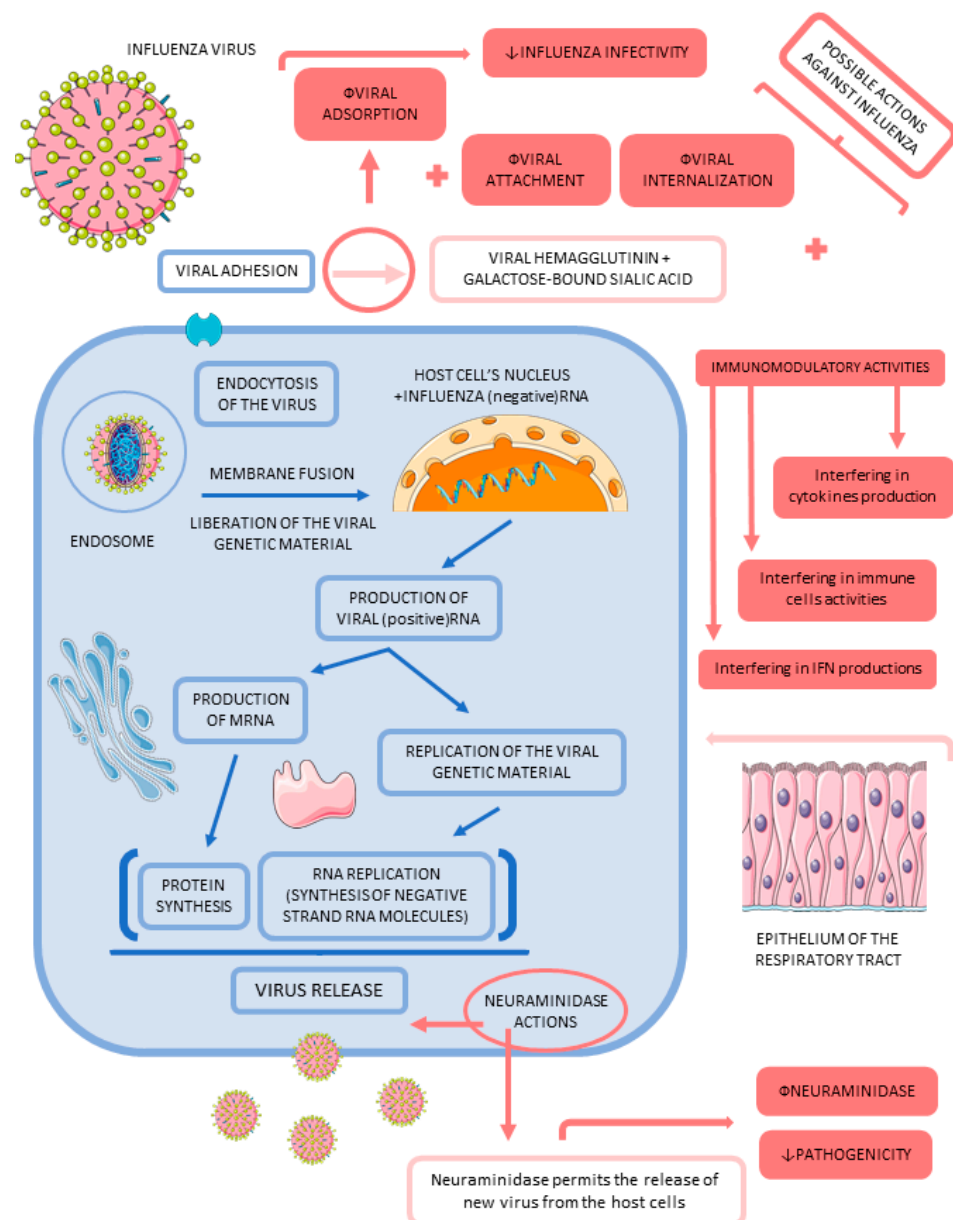 INFLUENZA VIRUS
↓INFLUENZA INFECTIVITY
POSSIBLE ACTIONS
AGAINST INFLUENZA
ΦVIRAL
ADSORPTION
ΦVIRAL
ATTACHMENT
ΦVIRAL
INTERNALIZATION
VIRAL ADHESION
VIRAL HEMAGGLUTININ +
GALACTOSE-BOUND SIALIC ACID
ENDOCYTOSIS
OF THE VIRUS
HOST CELL'S NUCLEUS
+INFLUENZA (negative)RNA
MEMBRANE FUSION
LIBERATION OF THE VIRAL
GENETIC MATERIAL
ENDOSOME
PRODUCTION OF
VIRAL (positive)RNA
PRODUCTION
OF MRNA
REPLICATION OF THE VIRAL
GENETIC MATERIAL
PROTEIN
SYNTHESIS
RNA REPLICATION
(SYNTHESIS OF NEGATIVE
STRAND RNA MOLECULES)
VIRUS RELEASE
NEURAMINIDASE
ACTIONS
IMMUNOMODULATORY ACTIVITIES
Interfering in
cytokines production
Interfering in immune
cells activities
Interfering in IFN productions
EPITHELIUM OF THE
RESPIRATORY TRACT
ΦNEURAMINIDASE
↓PATHOGENICITY
Neuraminidase permits the release of
new virus from the host cells